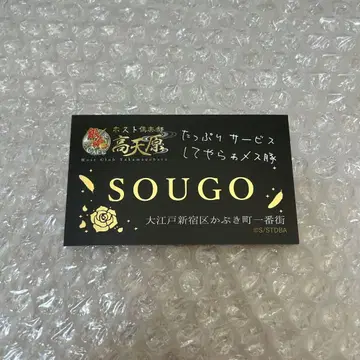 ホスト倶楽部
高天原
Host Club Takamanohara
たっぷりサービス
してやらぁメス豚
SOUGO
大江戸新宿区かぶき町一番街
©S/STDBA